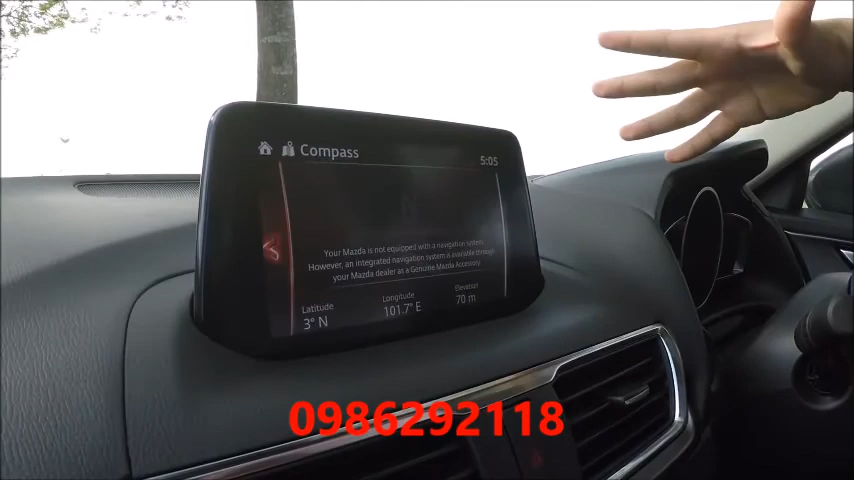 Compass
5:05
Your Mazda is not equipped with a navigation system.
However, an integrated navigation system is available through
your Mazda dealer as a Genuine Mazda Accessory.
Latitude Longitude Elevation
3° N 101.7° E 70 m
0986292118